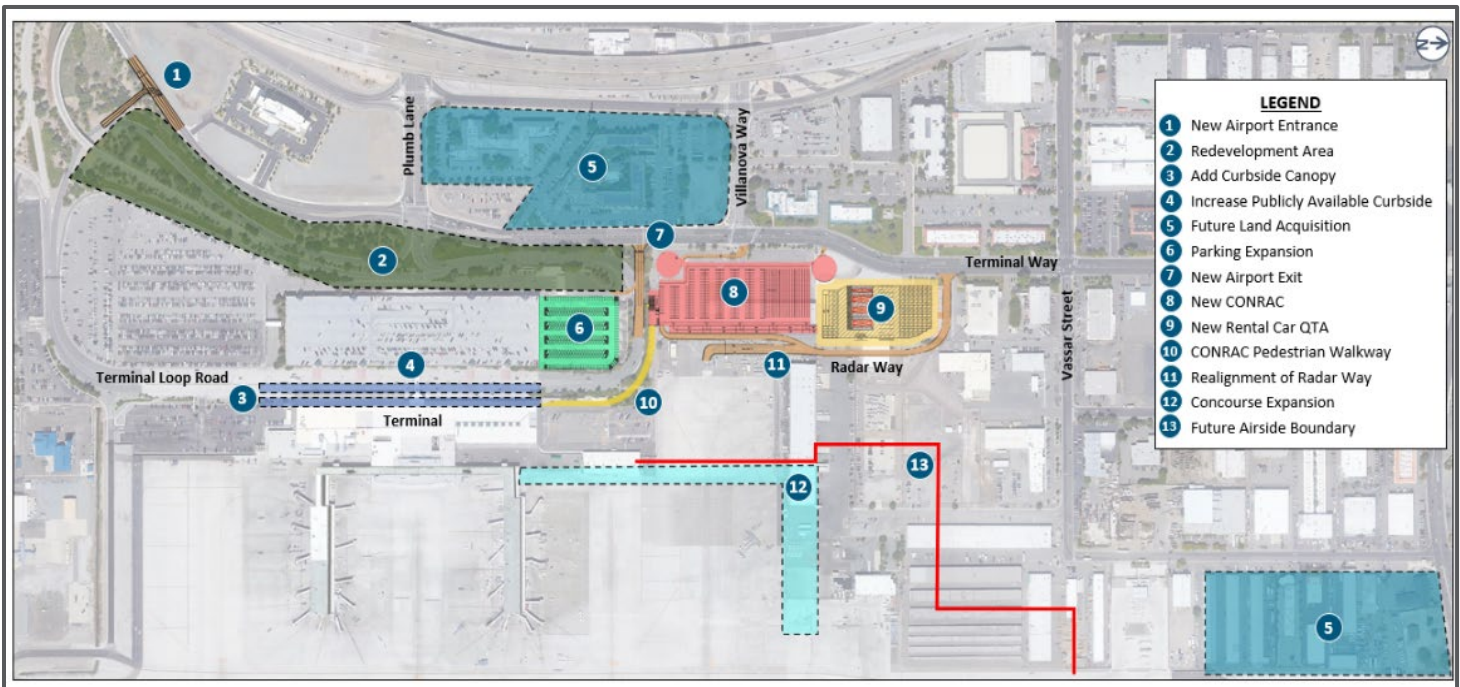 1
N
LEGEND
1 New Airport Entrance
2 Redevelopment Area
3 Add Curbside Canopy
4 Increase Publicly Available Curbside
5 Future Land Acquisition
6 Parking Expansion
7 New Airport Exit
8 New CONRAC
9 New Rental Car QTA
10 CONRAC Pedestrian Walkway
11 Realignment of Radar Way
12 Concourse Expansion
13 Future Airside Boundary
Plumb Lane
5
Villanova Way
7
2
Terminal Way
8
9
6
Vassar Street
4
11
Radar Way
Terminal Loop Road
3
10
Terminal
13
12
5